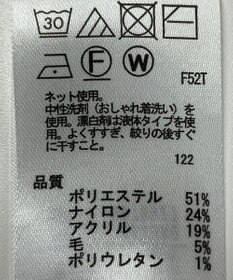 30
F
F52T
ネット使用。
中性洗剤(おしゃれ着洗い)を
使用。漂白剤は液体タイプを使
用。よくすすぎ、絞りの後すぐ
に干すこと。
122
品質
ポリエステル 51%
ナイロン 24%
アクリル 19%
毛 5%
ポリウレタン 1%